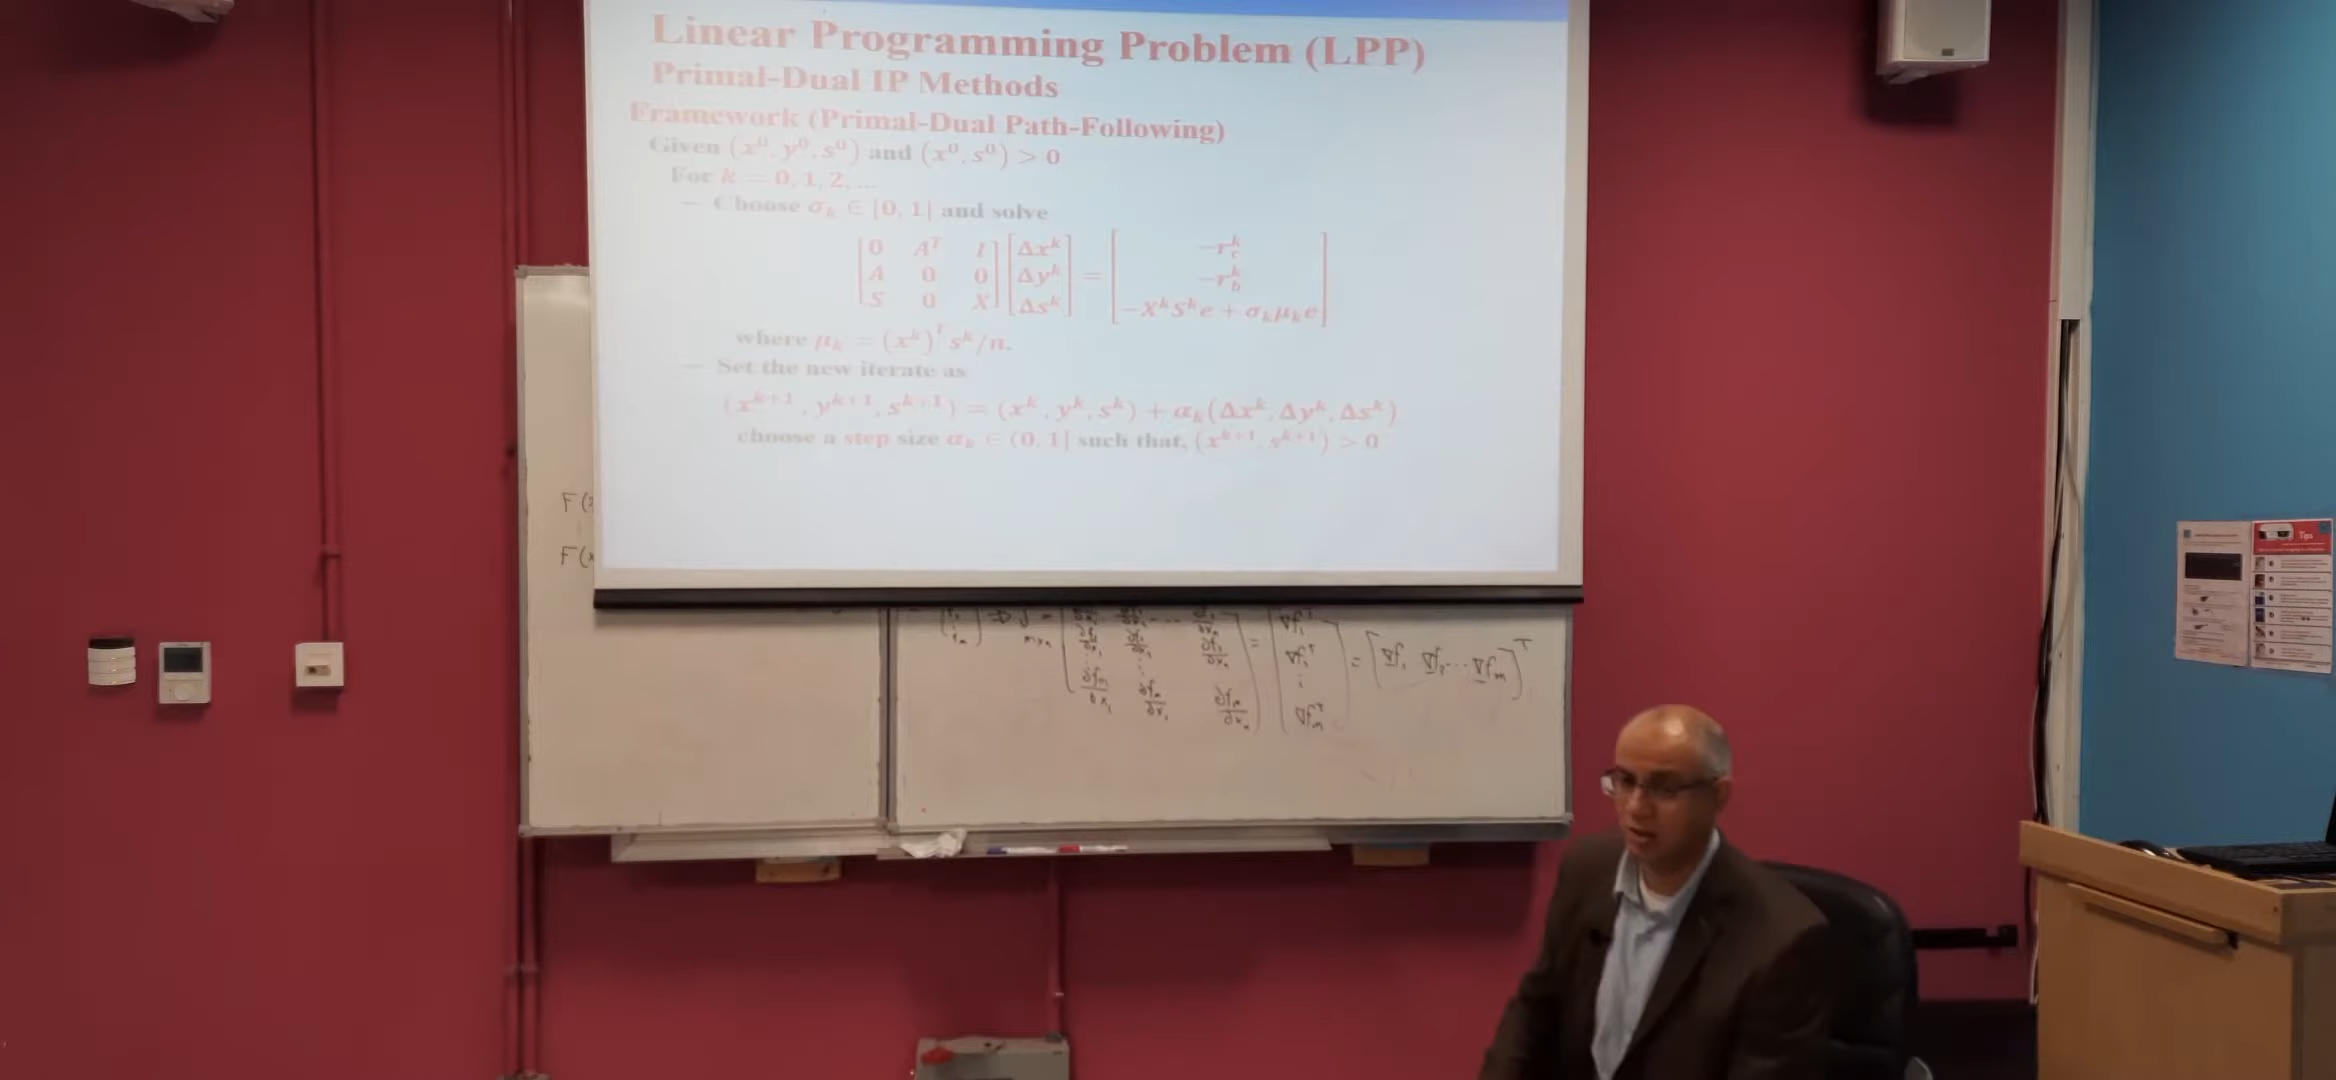 Linear Programming Problem (LPP)
Primal-Dual IP Methods
Framework (Primal-Dual Path-Following)
Given (x⁰, y⁰, s⁰) and (x⁰, s⁰) > 0
For k = 0, 1, 2, ...
— Choose σₖ ∈ [0, 1] and solve
[0 Aᵀ I; A 0 0; S 0 X] [Δxᵏ; Δyᵏ; Δsᵏ] = [−r꜀ᵏ; −r_bᵏ; −Xᵏsᵏe + σₖμₖe]
where μₖ = (xᵏ)ᵀsᵏ/n.
— Set the new iterate as
(xᵏ⁺¹, yᵏ⁺¹, sᵏ⁺¹) = (xᵏ, yᵏ, sᵏ) + αₖ(Δxᵏ, Δyᵏ, Δsᵏ)
choose a step size αₖ ∈ (0, 1] such that, (xᵏ⁺¹, sᵏ⁺¹) > 0
F(
F(x
= [∇f₁ ∇f₂ ... ∇fₘ]ᵀ
Tips